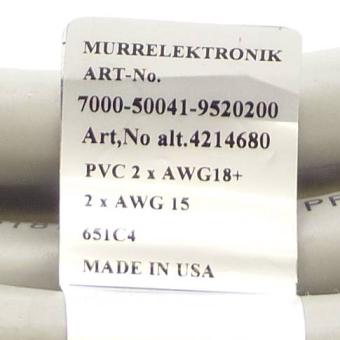 MURRELEKTRONIK
ART-No.
7000-50041-9520200
Art,No alt.4214680
PVC 2 x AWG18+
2 x AWG 15
651C4
MADE IN USA